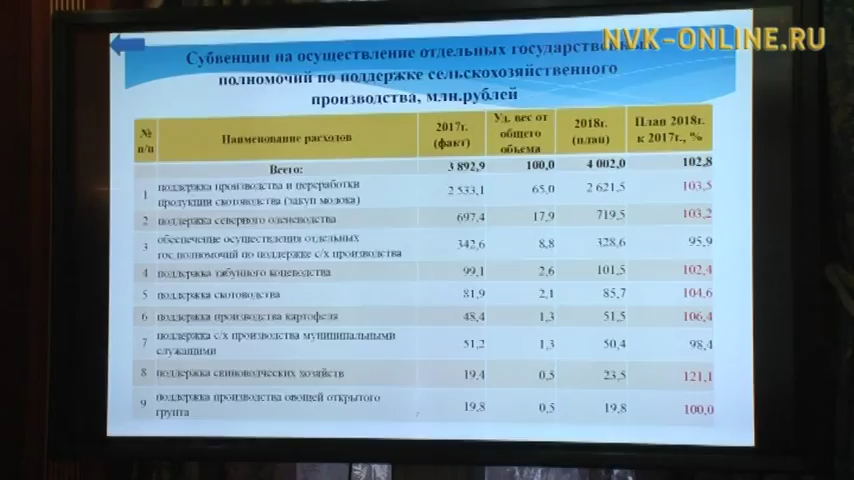 NVK-ONLINE.RU
Субвенции на осуществление отдельных государственных
полномочий по поддержке сельскохозяйственного
производства, млн.рублей
№ п/п Наименование расходов 2017г. (факт) Уд. вес от общего объема 2018г. (план) План 2018г. к 2017г., %
Всего: 3 892,9 100,0 4 002,0 102,8
1 поддержка производства и переработки продукции скотоводства (закуп молока) 2 533,1 65,0 2 621,5 103,5
2 поддержка северного оленеводства 697,4 17,9 719,5 103,2
3 обеспечение осуществления отдельных гос.полномочий по поддержке с/х производства 342,6 8,8 328,6 95,9
4 поддержка табунного коневодства 99,1 2,6 101,5 102,4
5 поддержка скотоводства 81,9 2,1 85,7 104,6
6 поддержка производства картофеля 48,4 1,3 51,5 106,4
7 поддержка с/х производства муниципальными служащими 51,2 1,3 50,4 98,4
8 поддержка свиноводческих хозяйств 19,4 0,5 23,5 121,1
9 поддержка производства овощей открытого грунта 19,8 0,5 19,8 100,0